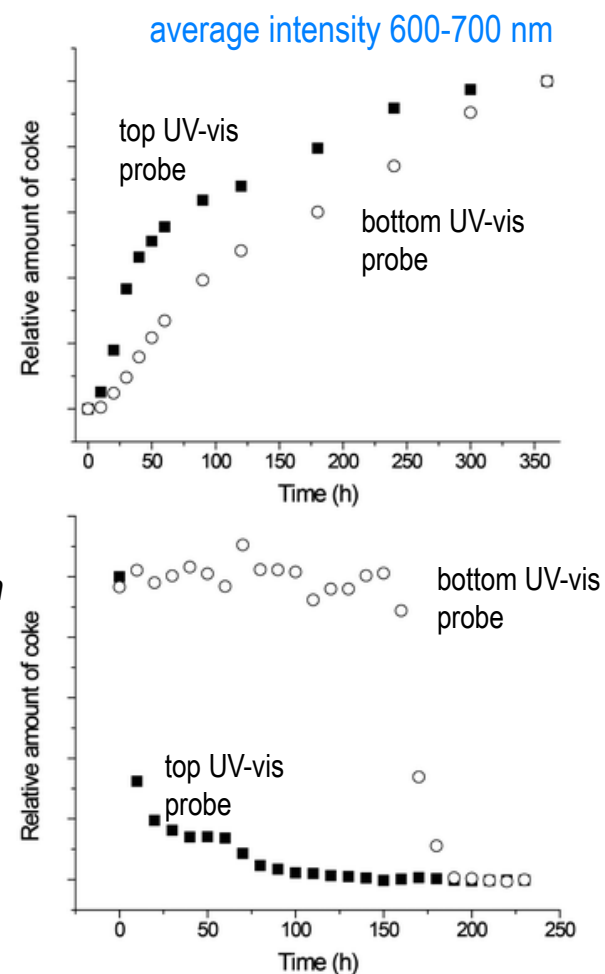 average intensity 600-700 nm
top UV-vis
probe
bottom UV-vis
probe
Relative amount of coke
0 50 100 150 200 250 300 350
Time (h)
bottom UV-vis
probe
top UV-vis
probe
Relative amount of coke
0 50 100 150 200 250
Time (h)